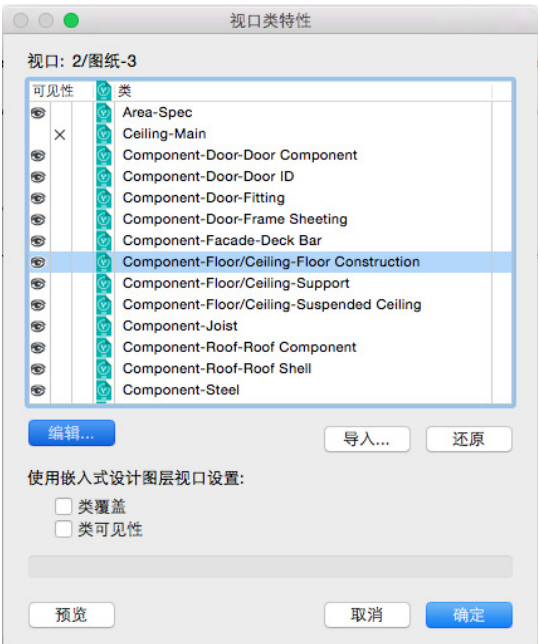 视口类特性
视口: 2/图纸-3
可见性 类
Area-Spec
Ceiling-Main
Component-Door-Door Component
Component-Door-Door ID
Component-Door-Fitting
Component-Door-Frame Sheeting
Component-Facade-Deck Bar
Component-Floor/Ceiling-Floor Construction
Component-Floor/Ceiling-Support
Component-Floor/Ceiling-Suspended Ceiling
Component-Joist
Component-Roof-Roof Component
Component-Roof-Roof Shell
Component-Steel
编辑... 导入... 还原
使用嵌入式设计图层视口设置:
类覆盖
类可见性
预览 取消 确定